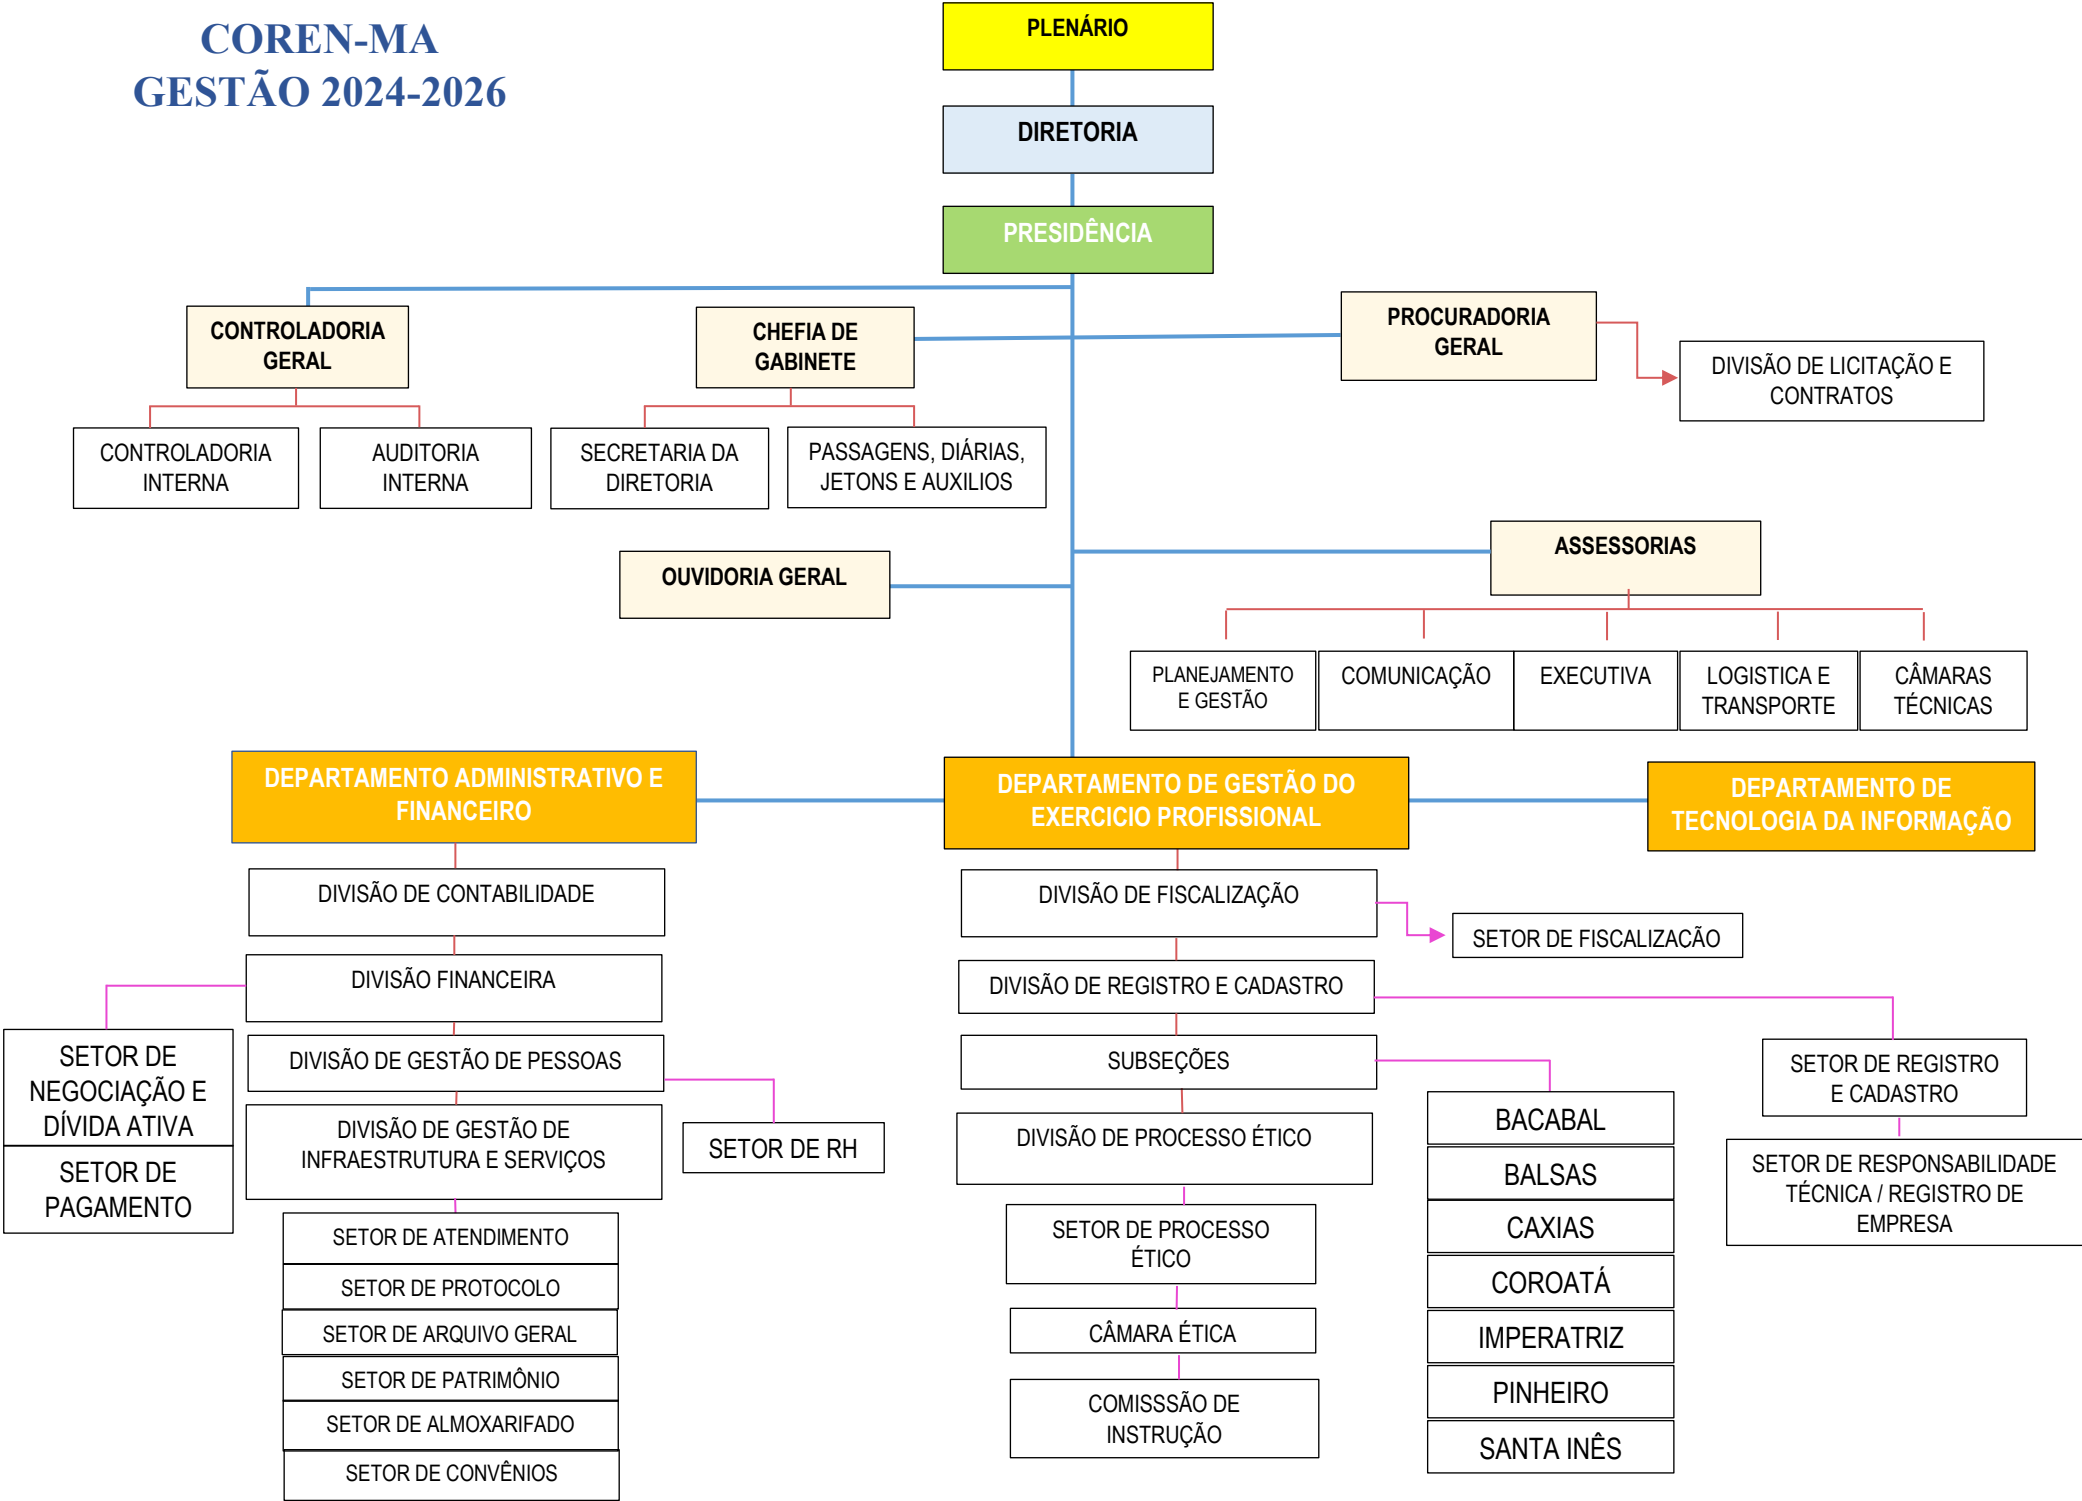 COREN-MA
GESTÃO 2024-2026
PLENÁRIO
DIRETORIA
PRESIDÊNCIA
CONTROLADORIA
GERAL
CHEFIA DE
GABINETE
PROCURADORIA
GERAL
DIVISÃO DE LICITAÇÃO E
CONTRATOS
CONTROLADORIA
INTERNA
AUDITORIA
INTERNA
SECRETARIA DA
DIRETORIA
PASSAGENS, DIÁRIAS,
JETONS E AUXILIOS
ASSESSORIAS
OUVIDORIA GERAL
PLANEJAMENTO
E GESTÃO
COMUNICAÇÃO
EXECUTIVA
LOGISTICA E
TRANSPORTE
CÂMARAS
TÉCNICAS
DEPARTAMENTO ADMINISTRATIVO E
FINANCEIRO
DEPARTAMENTO DE GESTÃO DO
EXERCICIO PROFISSIONAL
DEPARTAMENTO DE
TECNOLOGIA DA INFORMAÇÃO
DIVISÃO DE CONTABILIDADE
DIVISÃO FINANCEIRA
SETOR DE
NEGOCIAÇÃO E
DÍVIDA ATIVA
SETOR DE
PAGAMENTO
DIVISÃO DE GESTÃO DE PESSOAS
SETOR DE RH
DIVISÃO DE GESTÃO DE
INFRAESTRUTURA E SERVIÇOS
SETOR DE ATENDIMENTO
SETOR DE PROTOCOLO
SETOR DE ARQUIVO GERAL
SETOR DE PATRIMÔNIO
SETOR DE ALMOXARIFADO
SETOR DE CONVÊNIOS
DIVISÃO DE FISCALIZAÇÃO
SETOR DE FISCALIZACÃO
DIVISÃO DE REGISTRO E CADASTRO
SETOR DE REGISTRO
E CADASTRO
SETOR DE RESPONSABILIDADE
TÉCNICA / REGISTRO DE
EMPRESA
SUBSEÇÕES
BACABAL
BALSAS
CAXIAS
COROATÁ
IMPERATRIZ
PINHEIRO
SANTA INÊS
DIVISÃO DE PROCESSO ÉTICO
SETOR DE PROCESSO
ÉTICO
CÂMARA ÉTICA
COMISSSÃO DE
INSTRUÇÃO